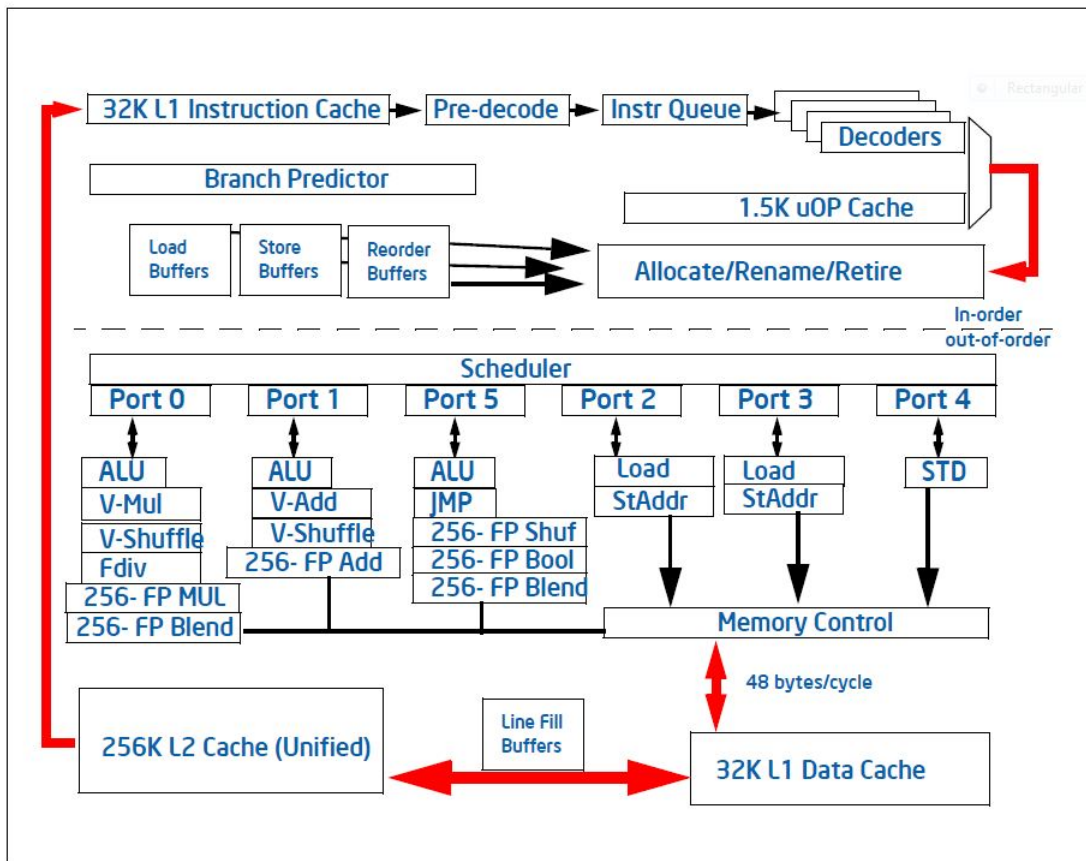 Rectangular
32K L1 Instruction Cache
Pre-decode
Instr Queue
Decoders
Branch Predictor
1.5K uOP Cache
Load
Buffers
Store
Buffers
Reorder
Buffers
Allocate/Rename/Retire
In-order
out-of-order
Scheduler
Port 0
Port 1
Port 5
Port 2
Port 3
Port 4
ALU
V-Mul
V-Shuffle
Fdiv
256- FP MUL
256- FP Blend
ALU
V-Add
V-Shuffle
256- FP Add
ALU
JMP
256- FP Shuf
256- FP Bool
256- FP Blend
Load
StAddr
Load
StAddr
STD
Memory Control
48 bytes/cycle
256K L2 Cache (Unified)
Line Fill
Buffers
32K L1 Data Cache